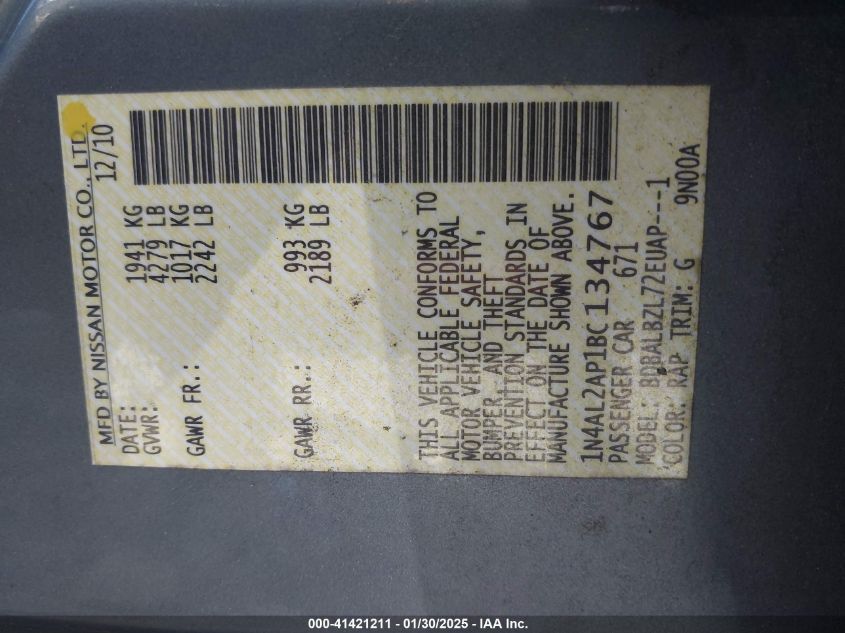 MFD BY NISSAN MOTOR CO., LTD.
DATE: 12/10
GVWR: 1941 KG
4279 LB
GAWR FR.: 1017 KG
2242 LB
GAWR RR.: 993 KG
2189 LB
THIS VEHICLE CONFORMS TO
ALL APPLICABLE FEDERAL
MOTOR VEHICLE SAFETY,
BUMPER, AND THEFT
PREVENTION STANDARDS IN
EFFECT ON THE DATE OF
MANUFACTURE SHOWN ABOVE.
1N4AL2AP1BC134767
PASSENGER CAR 671
MODEL: BDBALBZL72EUAP---1
COLOR: RAP TRIM: G 9N00A
000-41421211 - 01/30/2025 - IAA Inc.